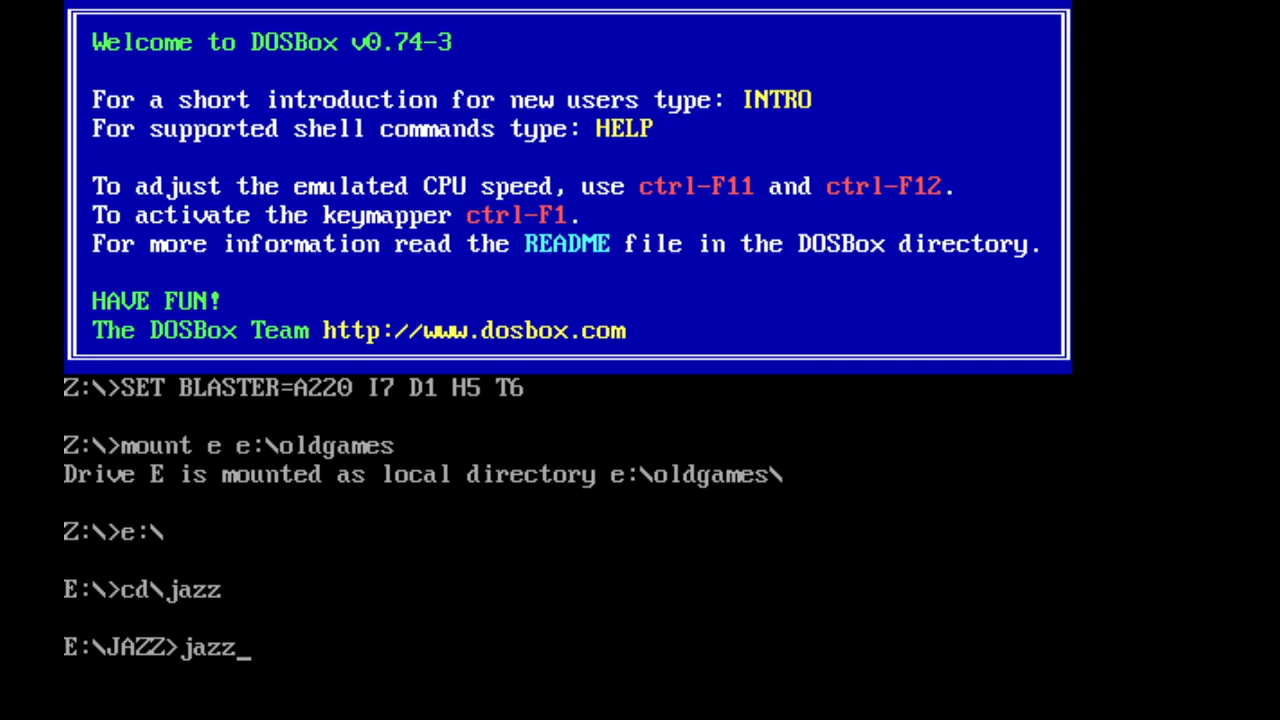 Welcome to DOSBox v0.74-3
For a short introduction for new users type: INTRO
For supported shell commands type: HELP
To adjust the emulated CPU speed, use ctrl-F11 and ctrl-F12.
To activate the keymapper ctrl-F1.
For more information read the README file in the DOSBox directory.
HAVE FUN!
The DOSBox Team http://www.dosbox.com
Z:\>SET BLASTER=A220 I7 D1 H5 T6
Z:\>mount e e:\oldgames
Drive E is mounted as local directory e:\oldgames\
Z:\>e:\
E:\>cd\jazz
E:\JAZZ>jazz_